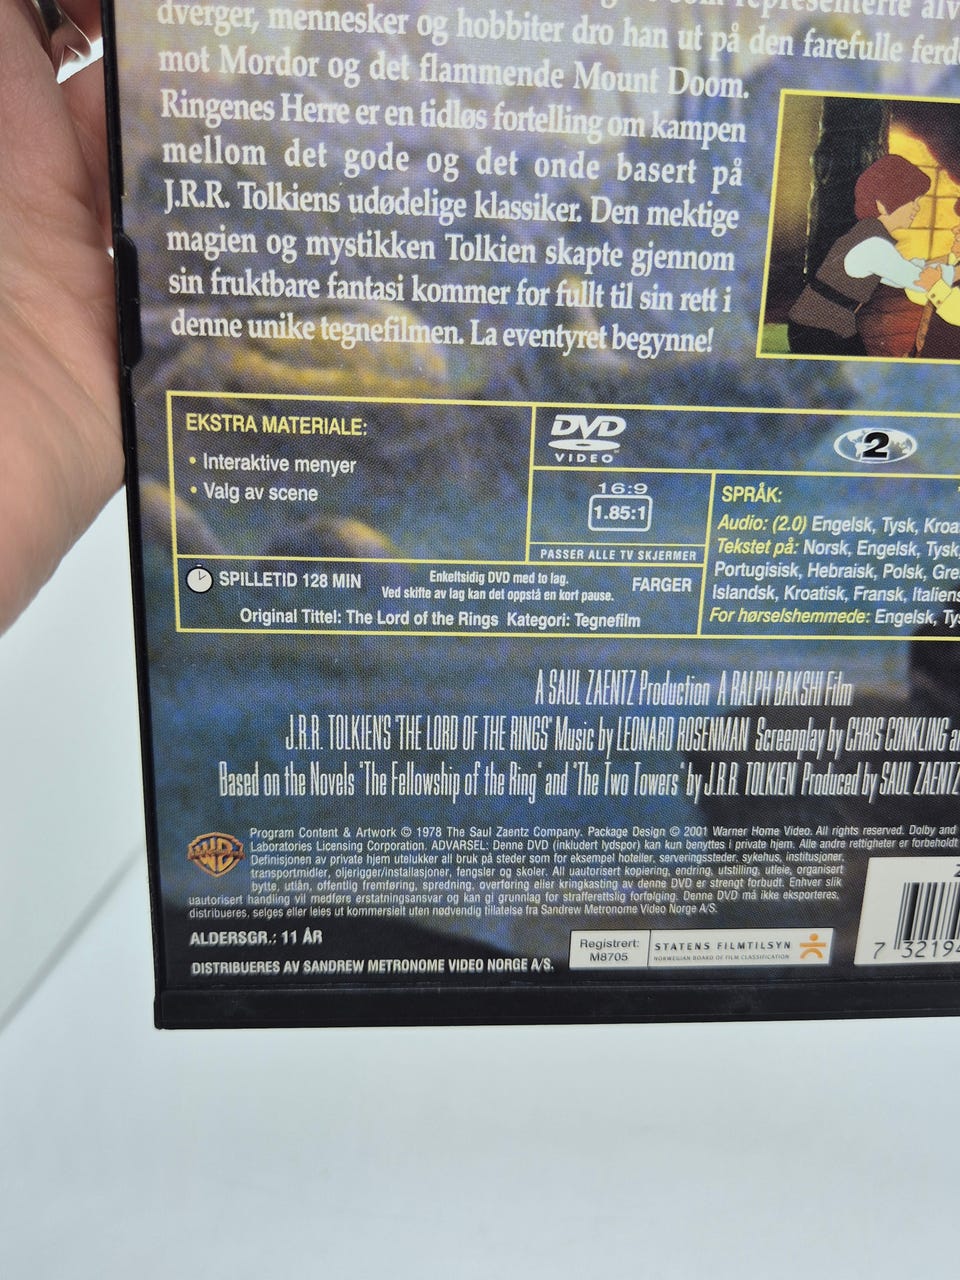 dverger, mennesker og hobbiter dro han ut på den farefulle
mot Mordor og det flammende Mount Doom.
Ringenes Herre er en tidløs fortelling om kampen
mellom det gode og det onde basert på
J.R.R. Tolkiens udødelige klassiker. Den mektige
magien og mystikken Tolkien skapte gjennom
sin fruktbare fantasi kommer for fullt til sin rett i
denne unike tegnefilmen. La eventyret begynne!
EKSTRA MATERIALE:
• Interaktive menyer
• Valg av scene
DVD
VIDEO
2
16:9
1.85:1
PASSER ALLE TV SKJERMER
SPRÅK:
Audio: (2.0) Engelsk, Tysk,
Tekstet på: Norsk, Engelsk, Tysk,
Portugisisk, Hebraisk, Polsk,
Islandsk, Kroatisk, Fransk,
For hørselshemmede: Engelsk,
SPILLETID 128 MIN
Enkeltsidig DVD med to lag.
Ved skifte av lag kan det oppstå en kort pause.
FARGER
Original Tittel: The Lord of the Rings Kategori: Tegnefilm
A SAUL ZAENTZ Production A RALPH BAKSHI Film
J.R.R. TOLKIEN'S "THE LORD OF THE RINGS" Music by LEONARD ROSENMAN Screenplay by CHRIS CONKLING
Based on the Novels "The Fellowship of the Ring" and "The Two Towers" by J.R.R. TOLKIEN Produced by SAUL ZAENTZ
WB
Program Content & Artwork © 1978 The Saul Zaentz Company. Package Design © 2001 Warner Home Video. All rights reserved. Dolby and
Laboratories Licensing Corporation. ADVARSEL: Denne DVD (inkludert lydspor) kan kun benyttes i private hjem. Alle andre rettigheter er forbeholdt
Definisjonen av private hjem utelukker all bruk på steder som for eksempel hoteller, serveringssteder, sykehus, institusjoner,
transportmidler, oljerigger/installasjoner, fengsler og skoler. All uautorisert kopiering, endring, utstilling, utleie, organisert
bytte, utlån, offentlig fremføring, spredning, overføring eller kringkasting av denne DVD er strengt forbudt. Enhver slik
uautorisert handling vil medføre erstatningsansvar og kan gi grunnlag for strafferettslig forfølging. Denne DVD må ikke eksporteres,
distribueres, selges eller leies ut kommersielt uten nødvendig tillatelse fra Sandrew Metronome Video Norge A/S.
ALDERSGR.: 11 ÅR
DISTRIBUERES AV SANDREW METRONOME VIDEO NORGE A/S.
Registrert:
M8705
STATENS FILMTILSYN
NORWEGIAN BOARD OF FILM CLASSIFICATION
7 32194